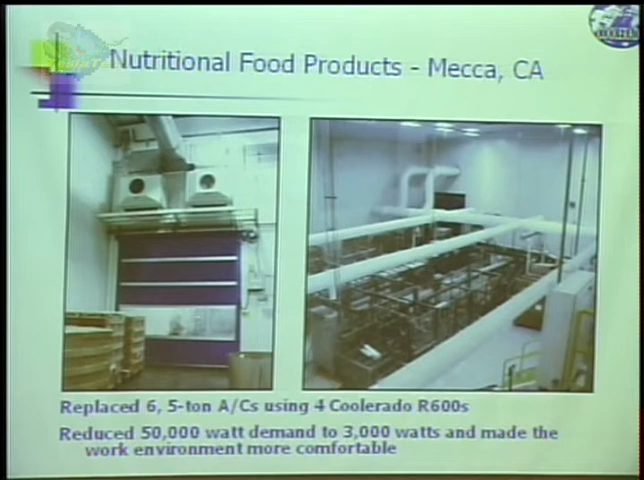 Nutritional Food Products - Mecca, CA
Replaced 6, 5-ton A/Cs using 4 Coolerado R600s
Reduced 50,000 watt demand to 3,000 watts and made the
work environment more comfortable